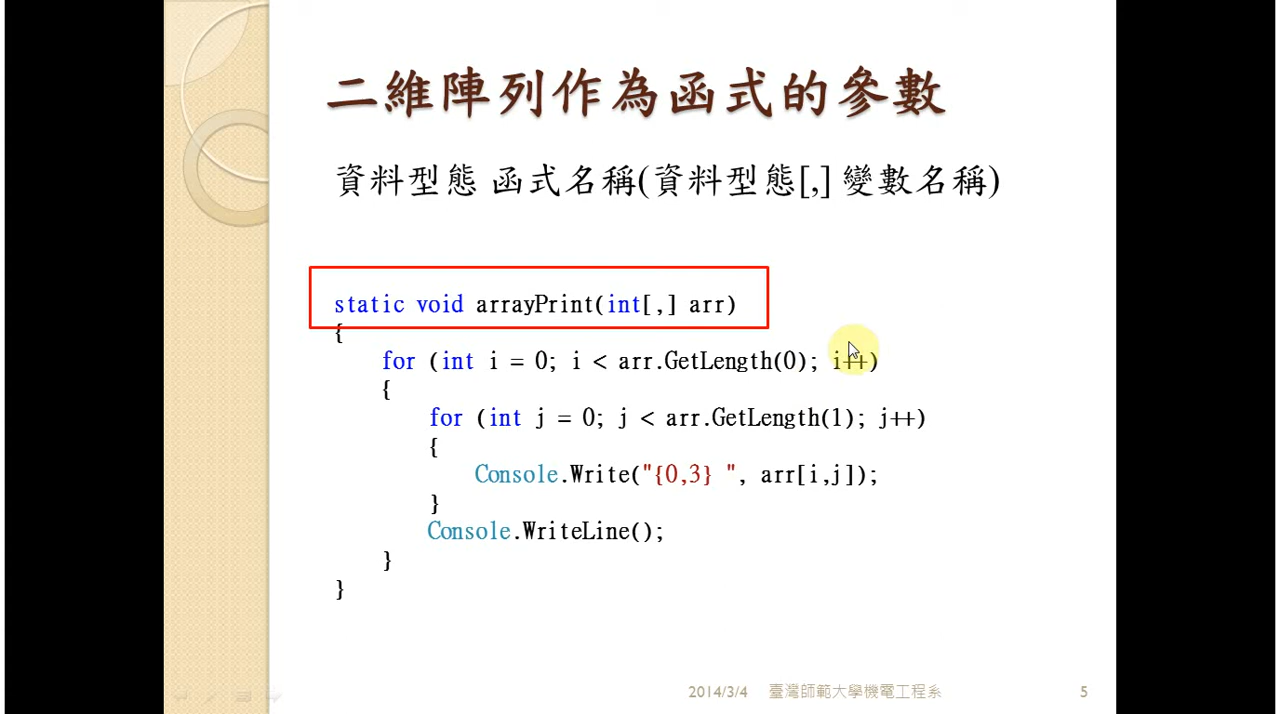 二維陣列作為函式的參數
資料型態 函式名稱(資料型態[,] 變數名稱)
static void arrayPrint(int[,] arr)
{
for (int i = 0; i < arr.GetLength(0); i++)
{
for (int j = 0; j < arr.GetLength(1); j++)
{
Console.Write("{0,3} ", arr[i,j]);
}
Console.WriteLine();
}
}
2014/3/4 臺灣師範大學機電工程系 5